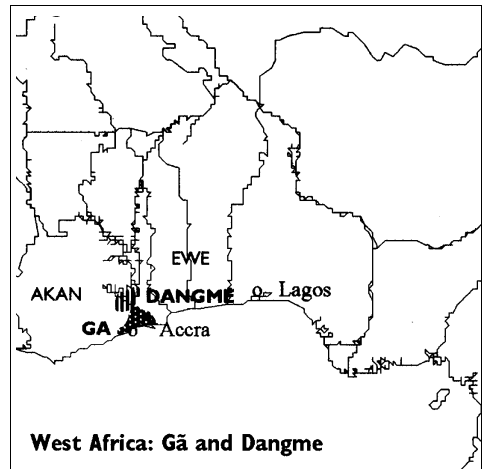 EWE
AKAN
DANGME
Lagos
GA
Accra
West Africa: Gã and Dangme